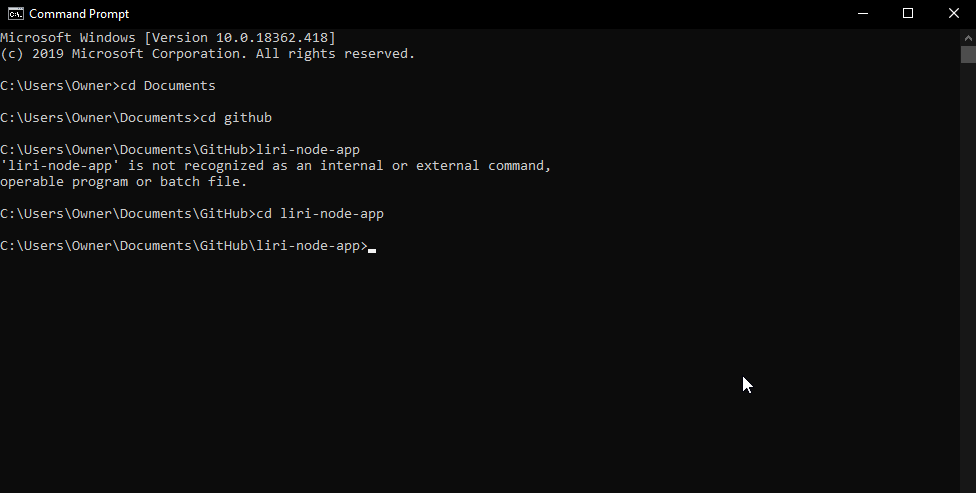 Command Prompt
Microsoft Windows [Version 10.0.18362.418]
(c) 2019 Microsoft Corporation. All rights reserved.
C:\Users\Owner>cd Documents
C:\Users\Owner\Documents>cd github
C:\Users\Owner\Documents\GitHub>liri-node-app
'liri-node-app' is not recognized as an internal or external command,
operable program or batch file.
C:\Users\Owner\Documents\GitHub>cd liri-node-app
C:\Users\Owner\Documents\GitHub\liri-node-app>